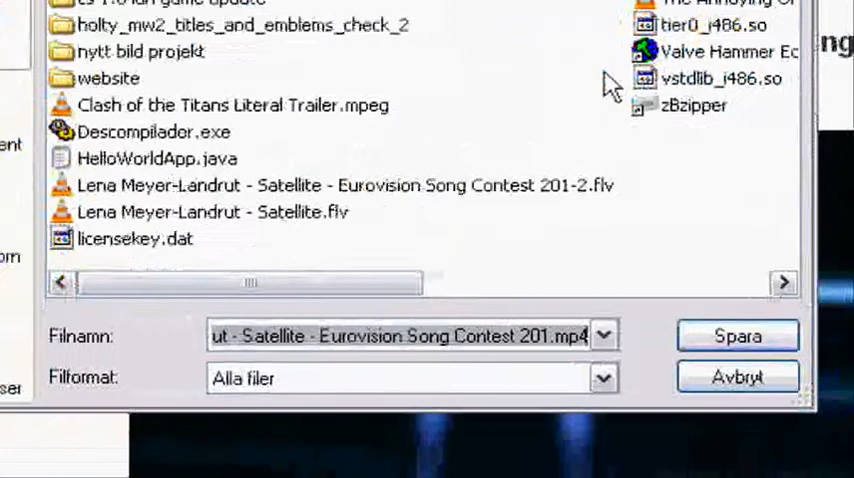 holty_mw2_titles_and_emblems_check_2
nytt bild projekt
website
Clash of the Titans Literal Trailer.mpeg
Descompilador.exe
HelloWorldApp.java
Lena Meyer-Landrut - Satellite - Eurovision Song Contest 201-2.flv
Lena Meyer-Landrut - Satellite.flv
licensekey.dat
tier0_i486.so
Valve Hammer Ec
vstdlib_i486.so
zBzipper
Filnamn:
ut - Satellite - Eurovision Song Contest 201.mp4
Spara
Filformat:
Alla filer
Avbryt